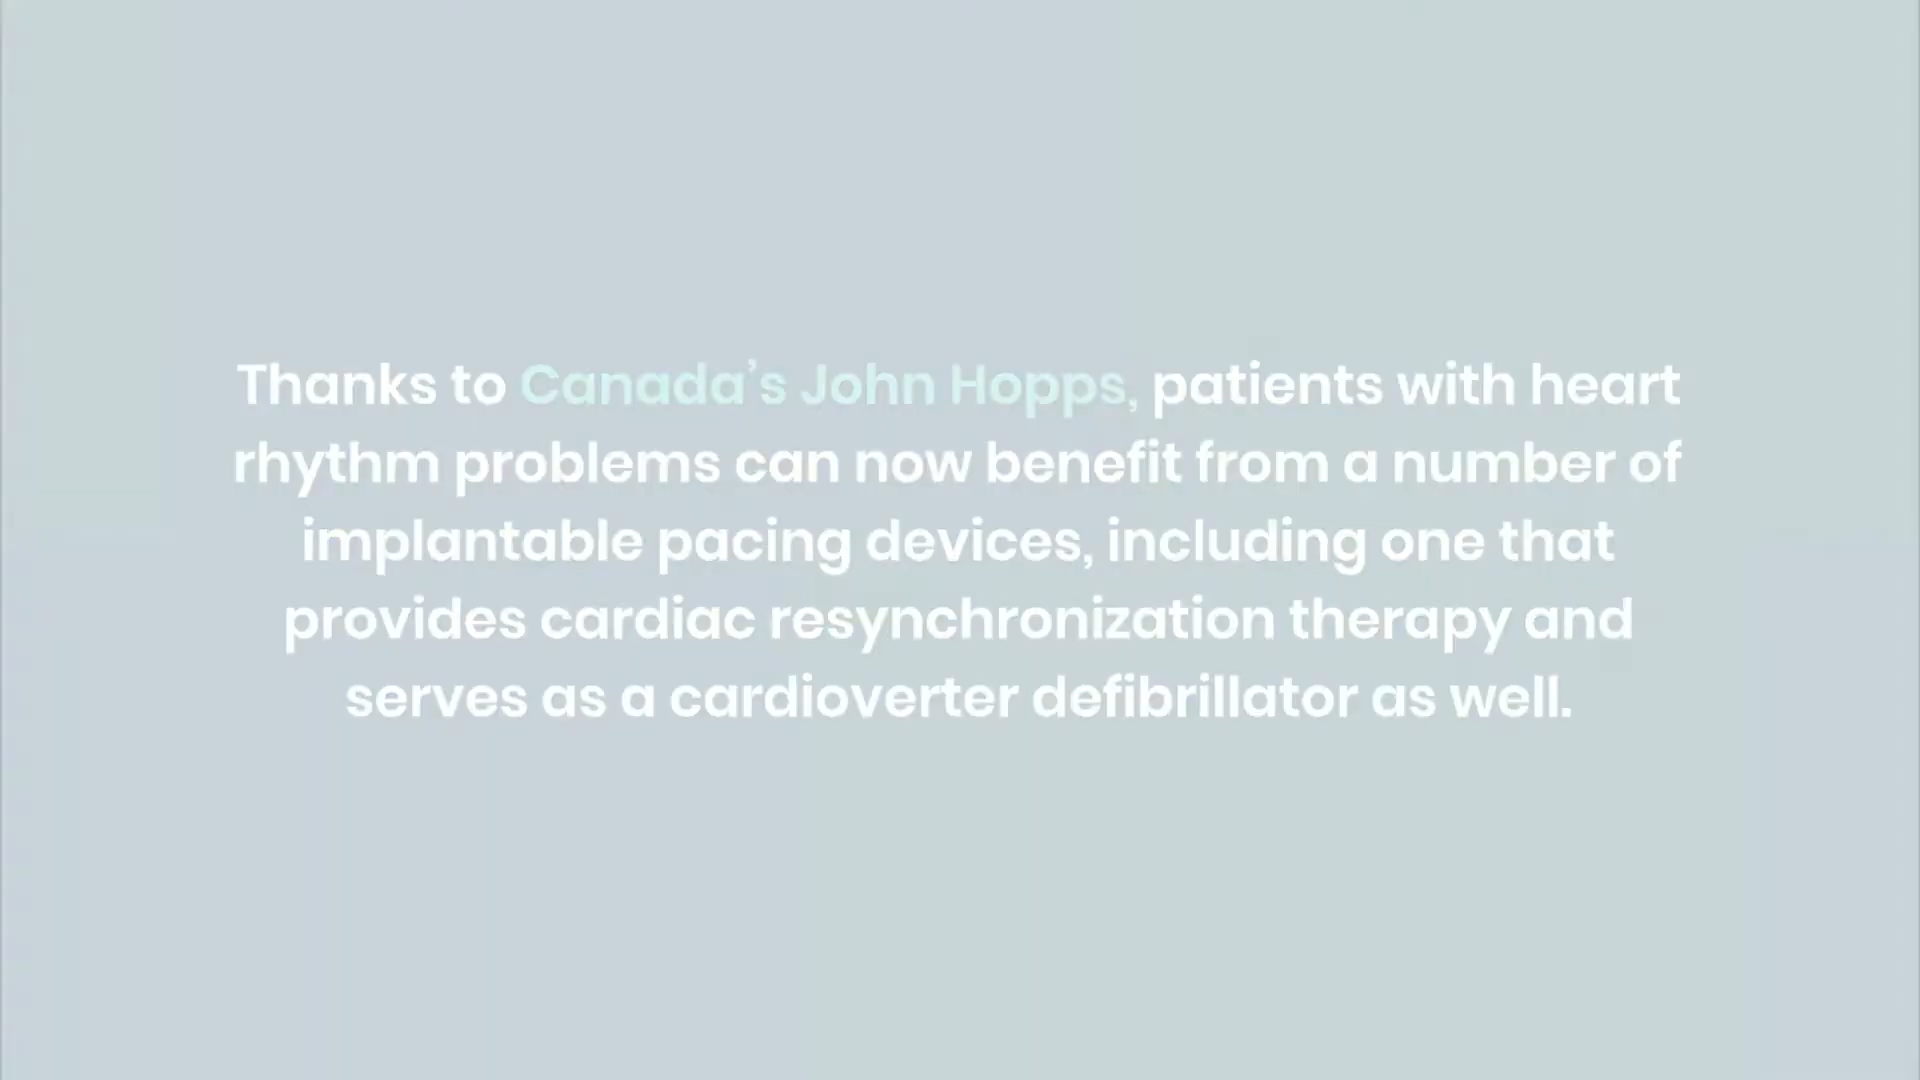 Thanks to Canada's John Hopps, patients with heart
rhythm problems can now benefit from a number of
implantable pacing devices, including one that
provides cardiac resynchronization therapy and
serves as a cardioverter defibrillator as well.